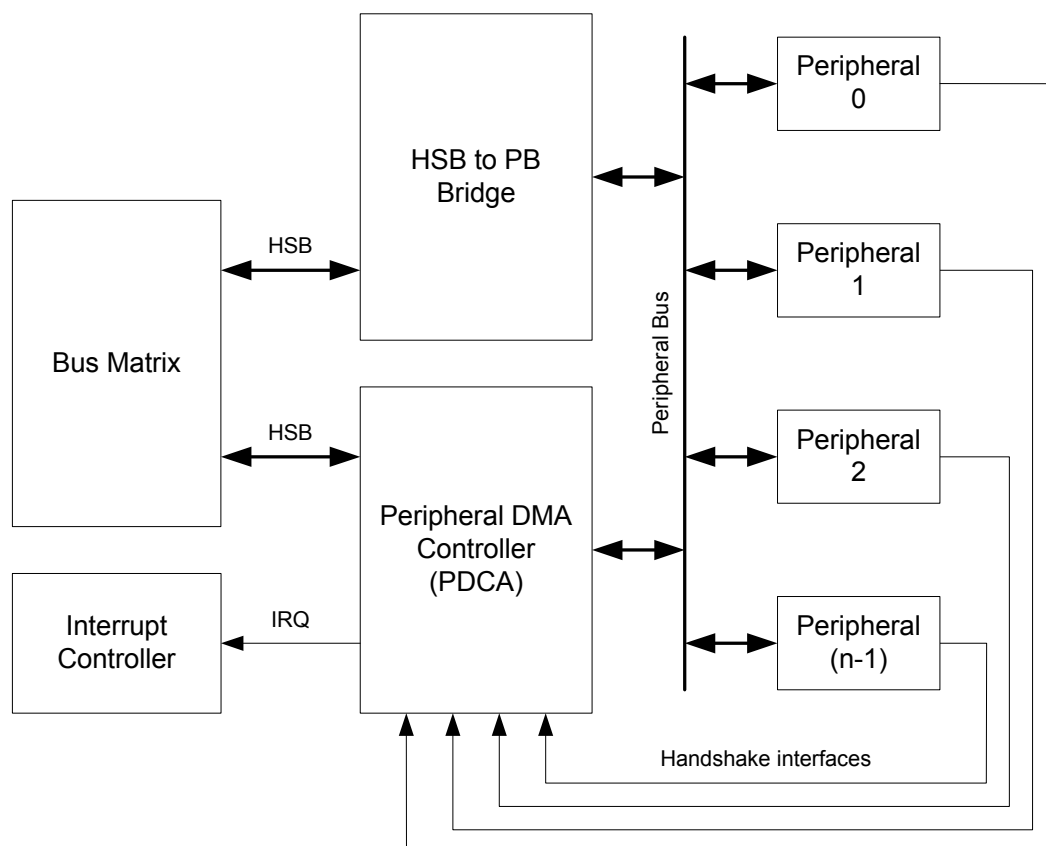 Peripheral
0
HSB to PB
Bridge
HSB
Peripheral
1
Bus Matrix
Peripheral Bus
HSB
Peripheral
2
Peripheral DMA
Controller
(PDCA)
Interrupt
Controller
IRQ
Peripheral
(n-1)
Handshake interfaces